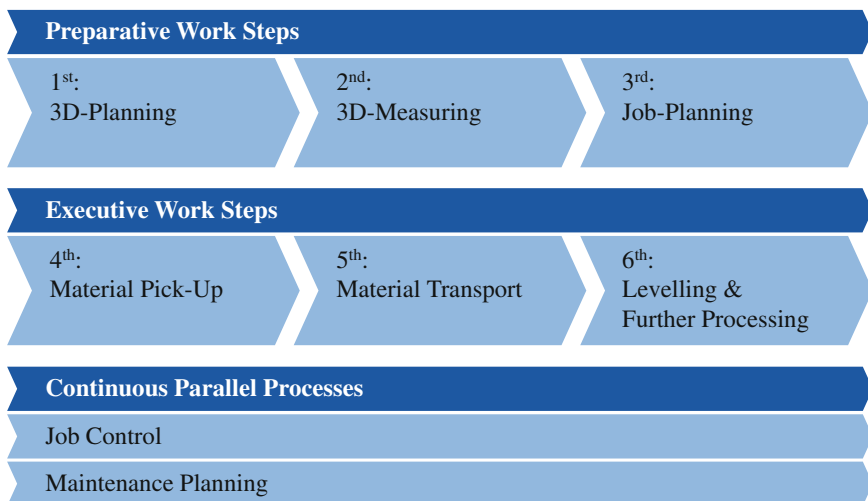 Preparative Work Steps
1st:
3D-Planning
2nd:
3D-Measuring
3rd:
Job-Planning
Executive Work Steps
4th:
Material Pick-Up
5th:
Material Transport
6th:
Levelling &
Further Processing
Continuous Parallel Processes
Job Control
Maintenance Planning